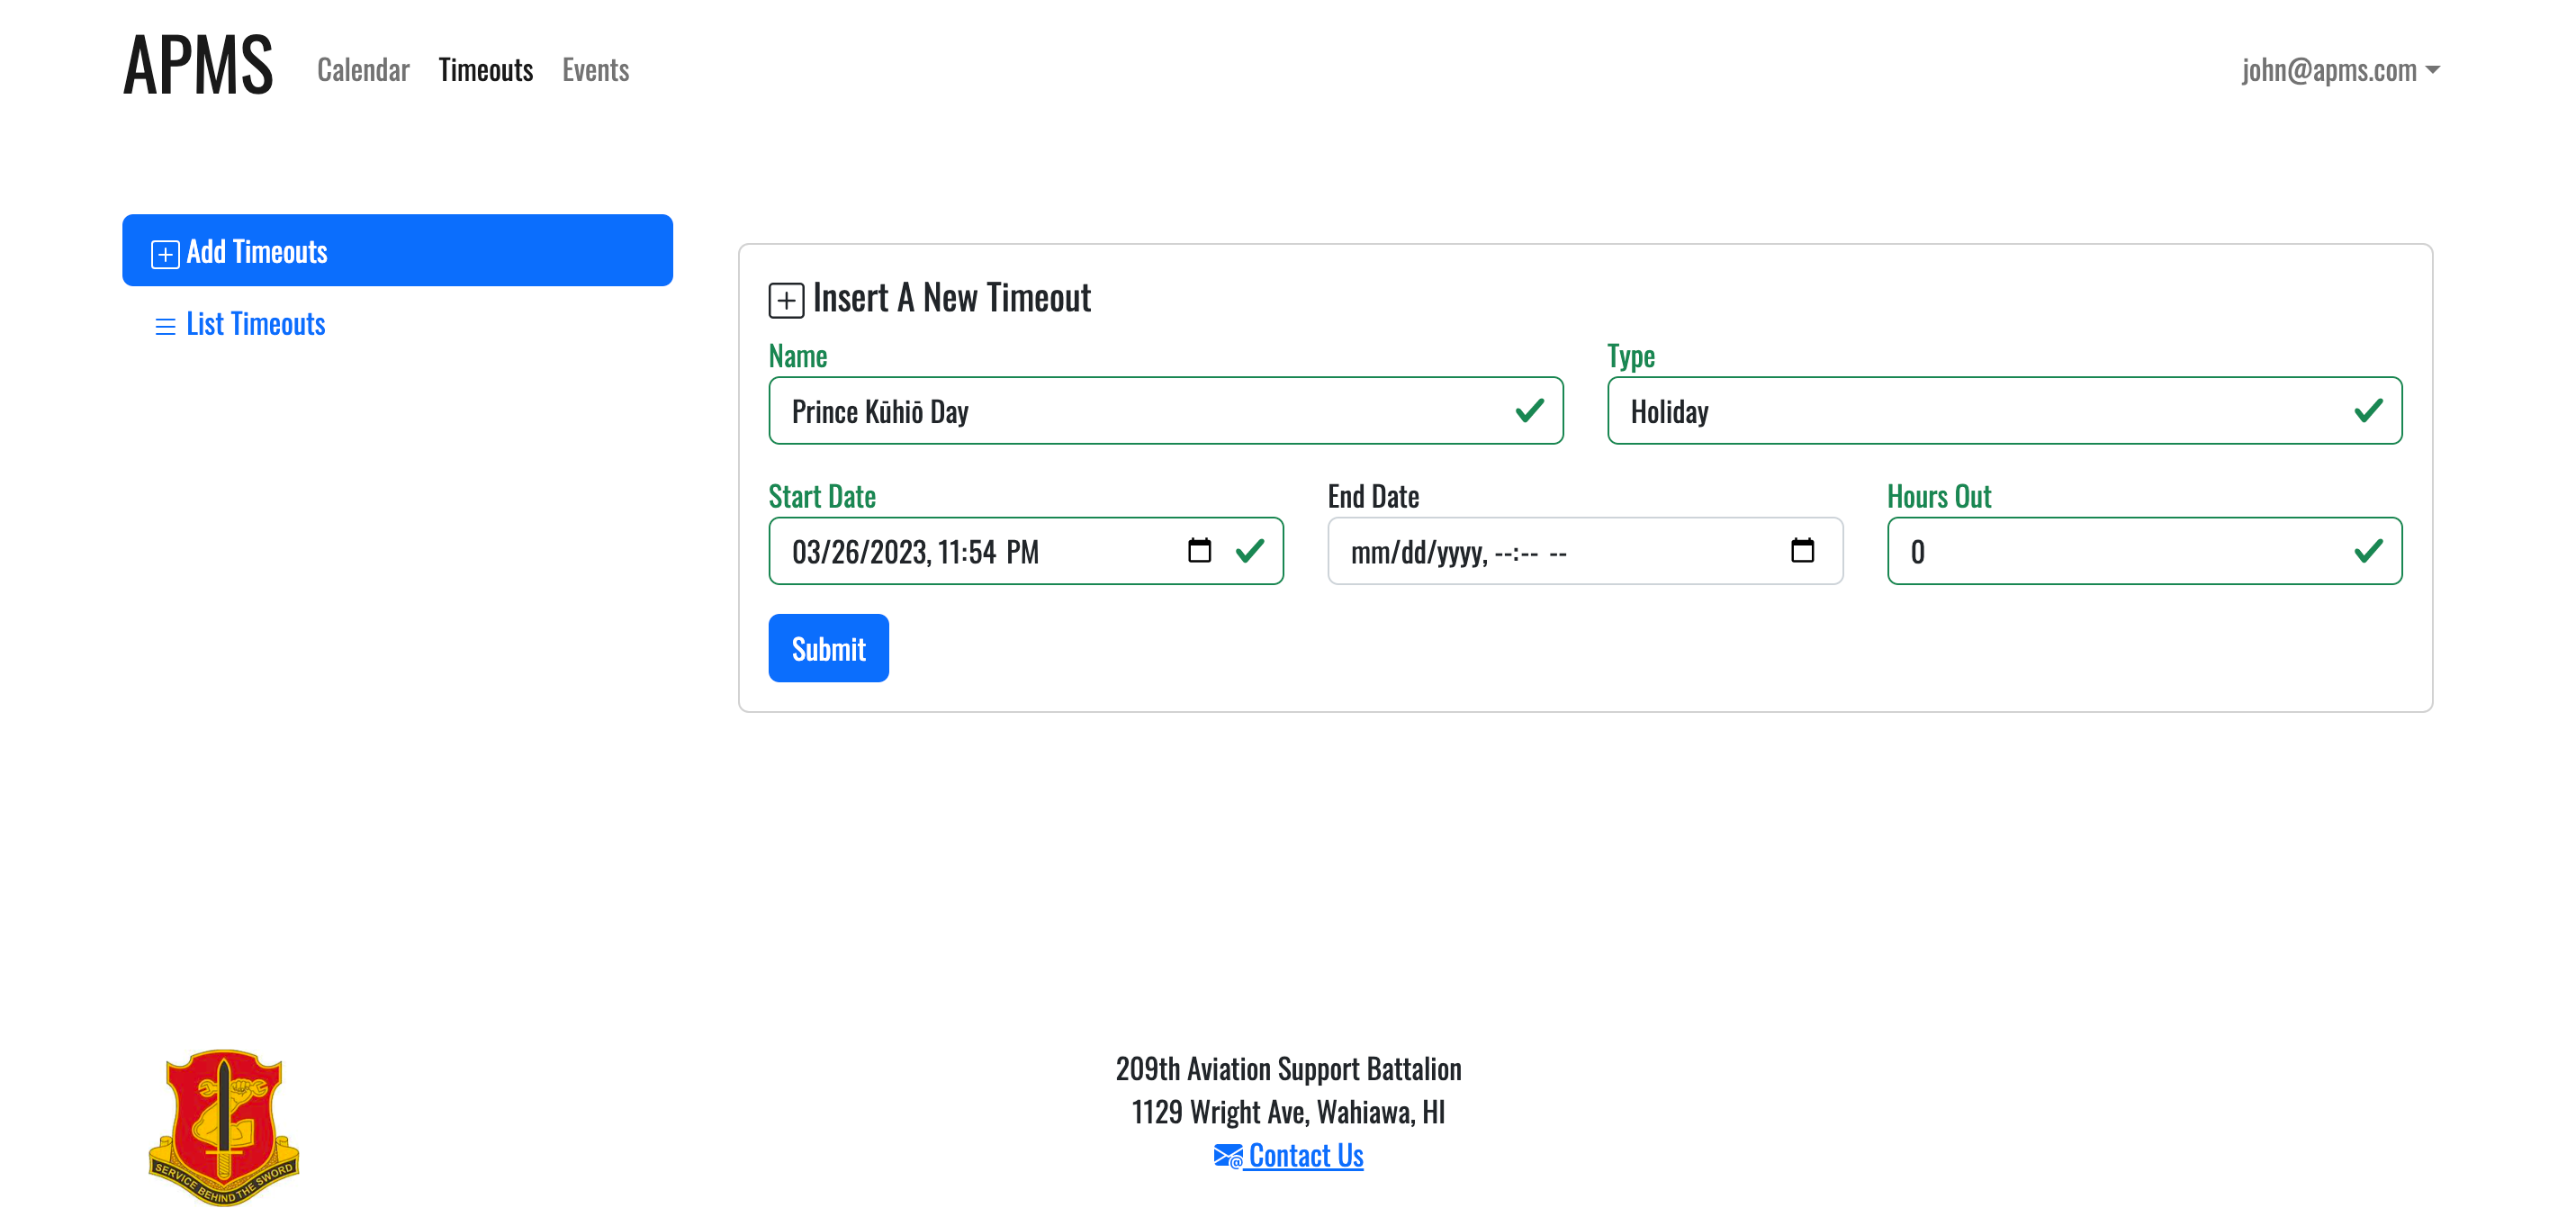 APMS Calendar Timeouts Events john@apms.com
Add Timeouts
List Timeouts
Insert A New Timeout
Name Type
Prince Kūhiō Day Holiday
Start Date End Date Hours Out
03/26/2023, 11:54 PM mm/dd/yyyy, --:-- -- 0
Submit
209th Aviation Support Battalion
1129 Wright Ave, Wahiawa, HI
Contact Us
SERVICE BEHIND THE SWORD